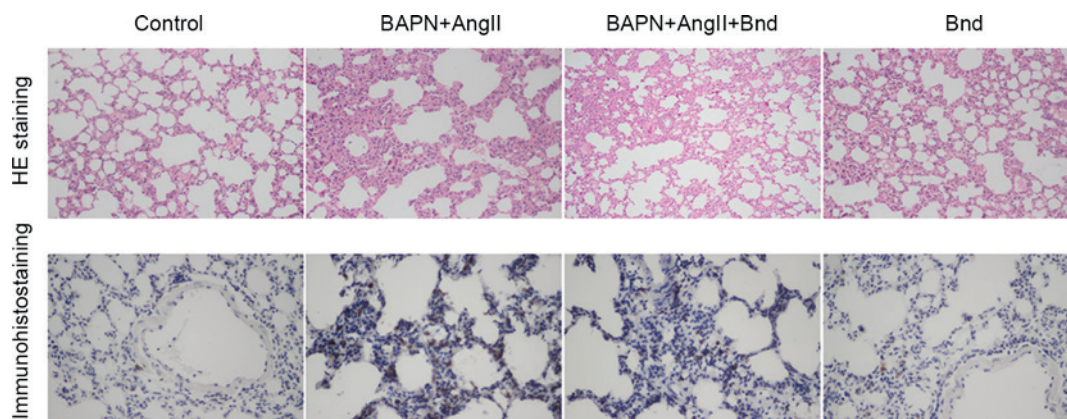 Control BAPN+AngII BAPN+AngII+Bnd Bnd
HE staining
Immunohistostaining